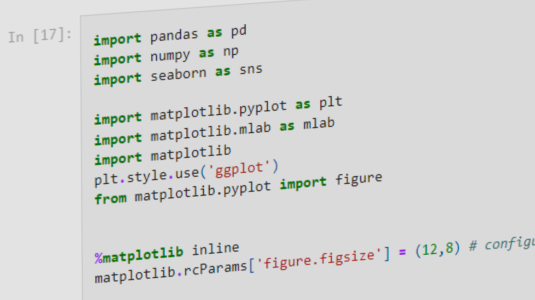 In [17]:
import pandas as pd
import numpy as np
import seaborn as sns
import matplotlib.pyplot as plt
import matplotlib.mlab as mlab
import matplotlib
plt.style.use('ggplot')
from matplotlib.pyplot import figure
%matplotlib inline
matplotlib.rcParams['figure.figsize'] = (12,8) #